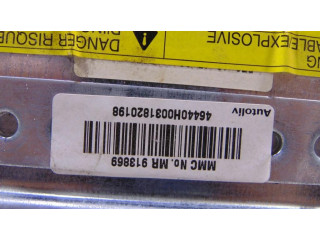 MMC No. MR 913869
46440H0031820198
Autoliv
DANGER RISQUE
EXPLOSIVE